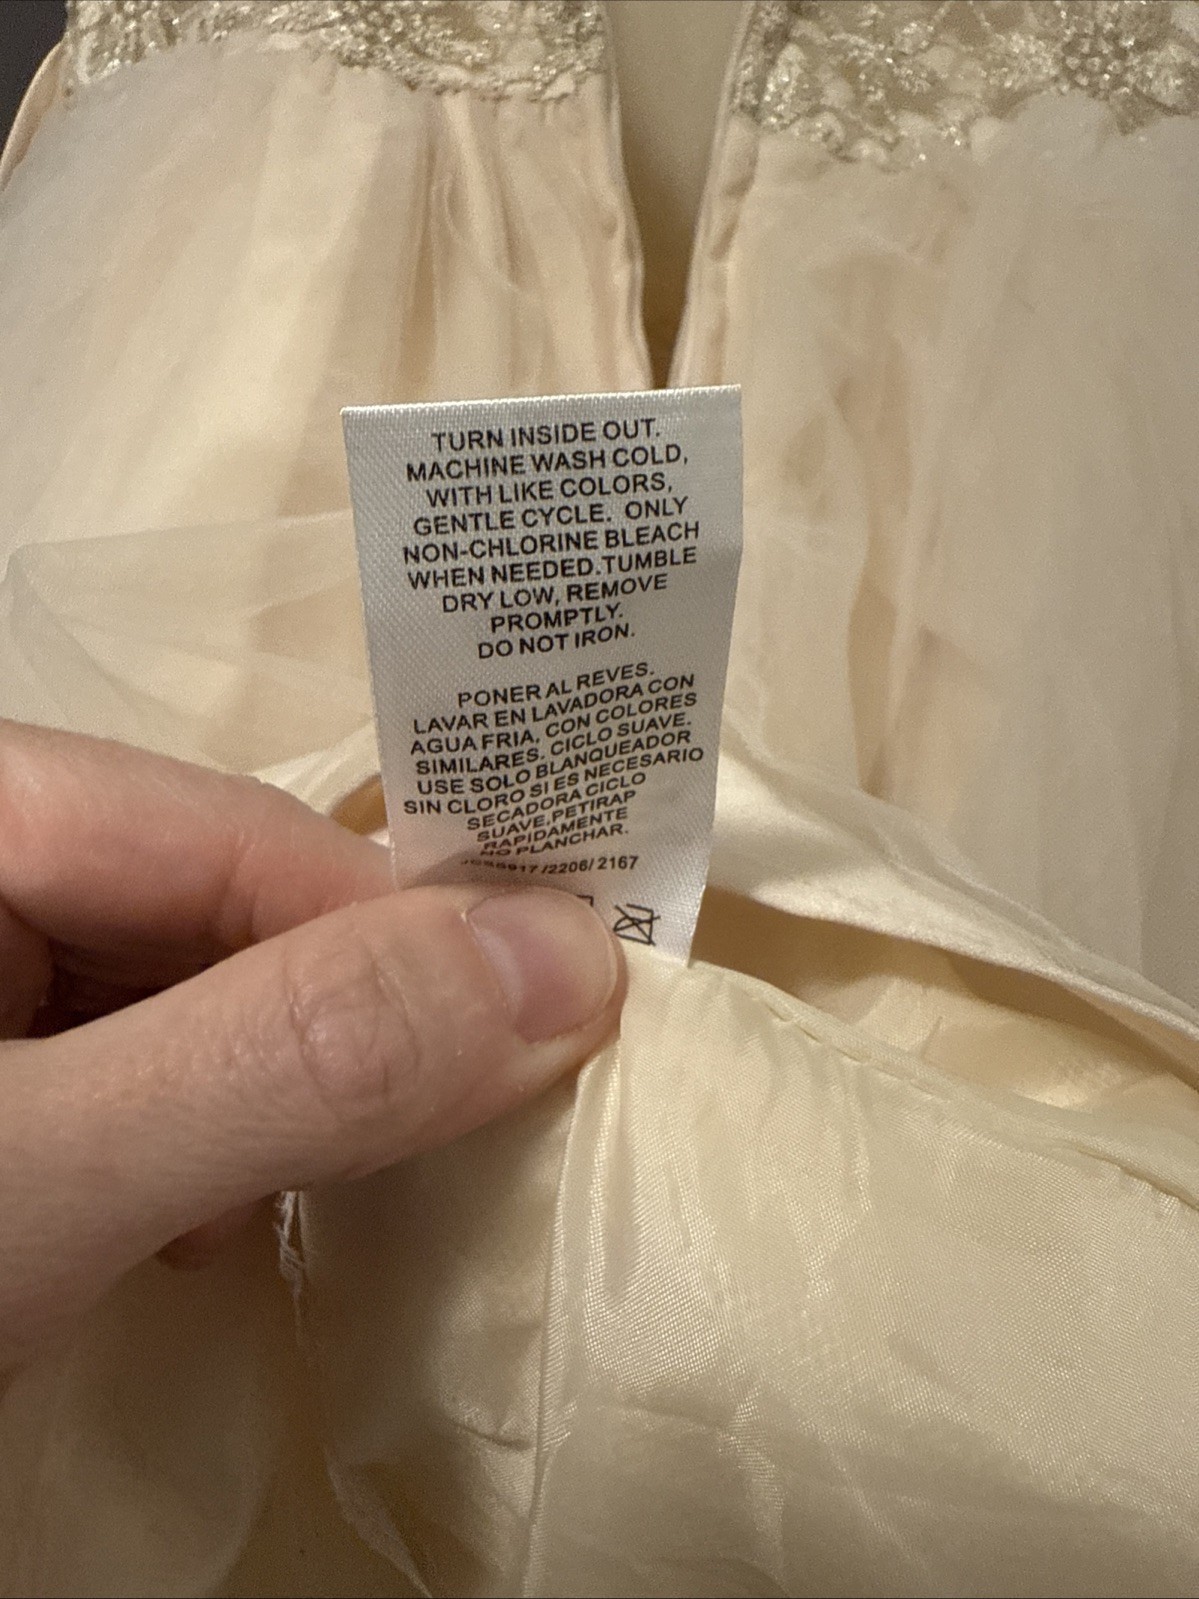 TURN INSIDE OUT.
MACHINE WASH COLD,
WITH LIKE COLORS,
GENTLE CYCLE. ONLY
NON-CHLORINE BLEACH
WHEN NEEDED.TUMBLE
DRY LOW, REMOVE
PROMPTLY.
DO NOT IRON.
PONER AL REVES.
LAVAR EN LAVADORA CON
AGUA FRIA, CON COLORES
SIMILARES. CICLO SUAVE.
USE SOLO BLANQUEADOR
SIN CLORO SI ES NECESARIO
SECADORA CICLO
SUAVE,PETIRAP
RAPIDAMENTE
NO PLANCHAR.
/2206/ 2167